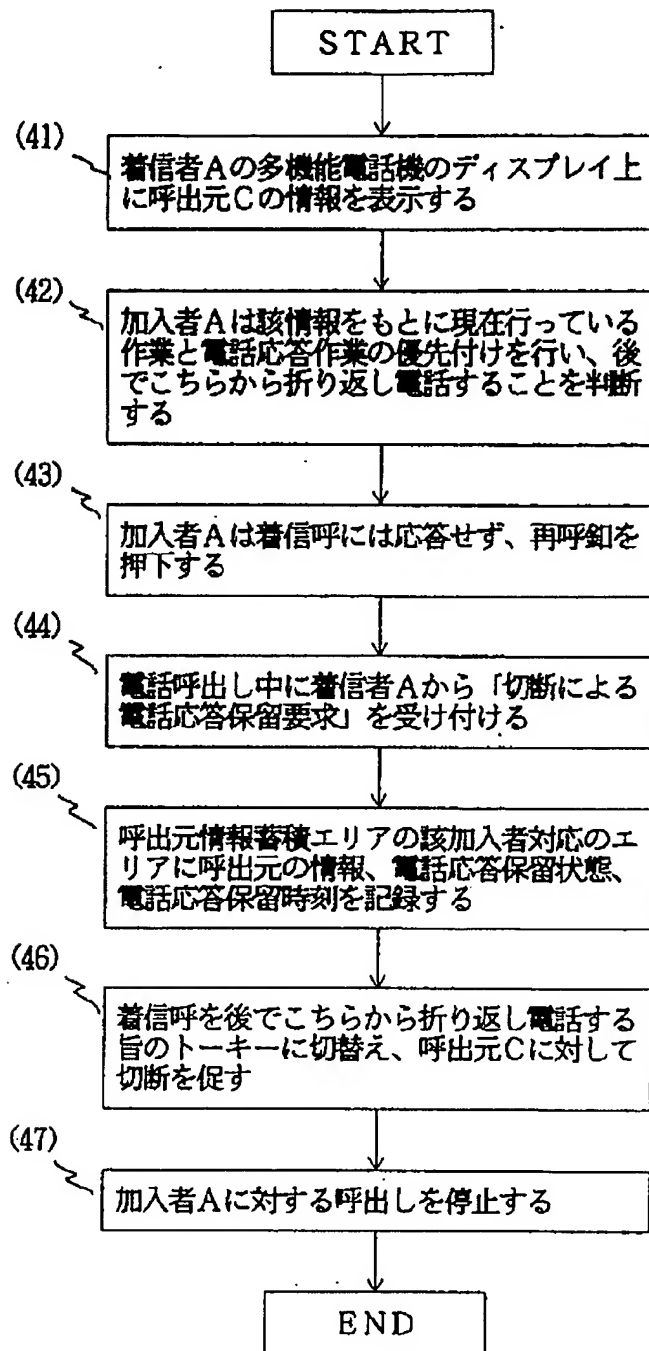 START
(41)
着信者Aの多機能電話機のディスプレイ上
に呼出元Cの情報を表示する
(42)
加入者Aは該情報をもとに現在行っている
作業と電話応答作業の優先付けを行い、後
でこちらから折り返し電話することを判断
する
(43)
加入者Aは着信呼には応答せず、再呼釦を
押下する
(44)
電話呼出し中に着信者Aから「切断による
電話応答保留要求」を受け付ける
(45)
呼出元情報蓄積エリアの該加入者対応のエ
リアに呼出元の情報、電話応答保留状態、
電話応答保留時刻を記録する
(46)
着信呼を後でこちらから折り返し電話する
旨のトーキーに切替え、呼出元Cに対して
切断を促す
(47)
加入者Aに対する呼出しを停止する
END